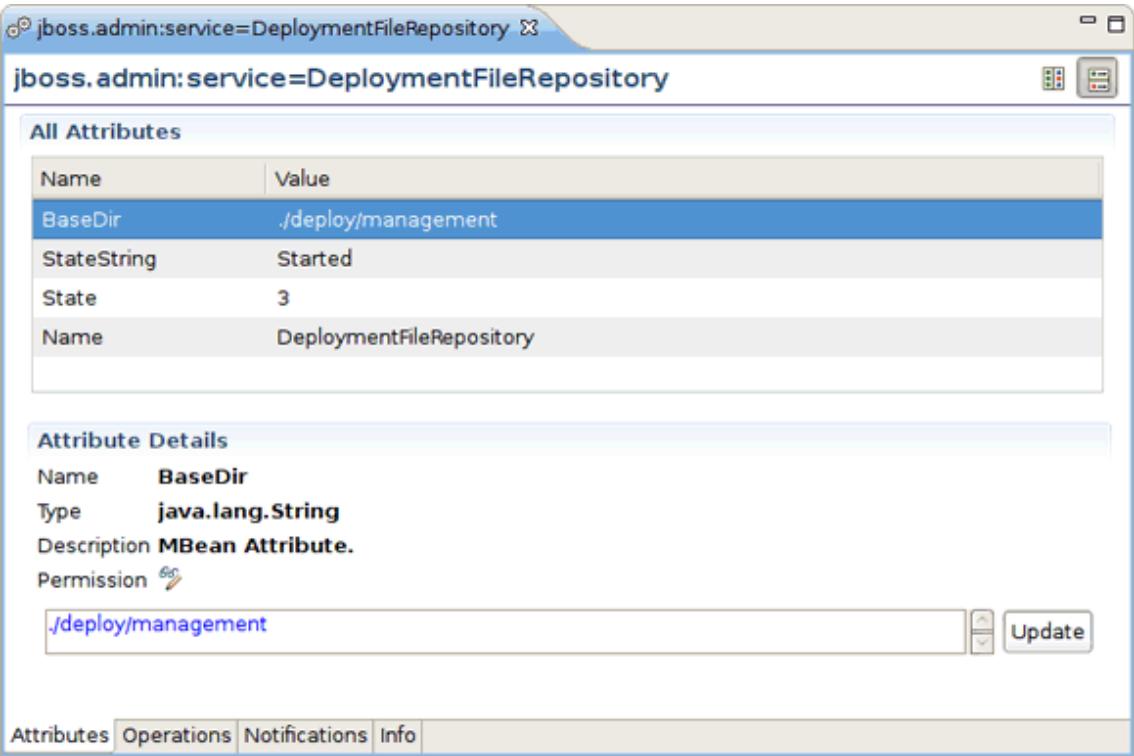 jboss.admin:service=DeploymentFileRepository
jboss.admin:service=DeploymentFileRepository
All Attributes
Name Value
BaseDir ./deploy/management
StateString Started
State 3
Name DeploymentFileRepository
Attribute Details
Name BaseDir
Type java.lang.String
Description MBean Attribute.
Permission
./deploy/management Update
Attributes Operations Notifications Info